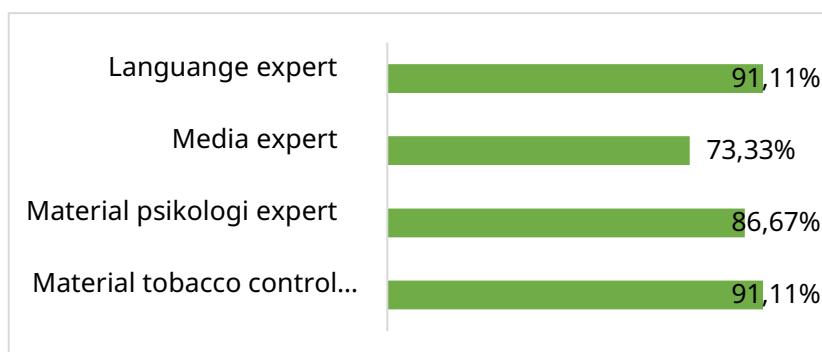 Languange expert 91,11%
Media expert 73,33%
Material psikologi expert 86,67%
Material tobacco control... 91,11%